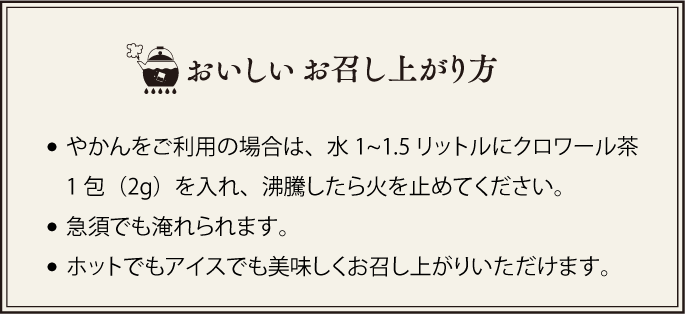 おいしい お召し上がり方
● やかんをご利用の場合は、水 1~1.5 リットルにクロワール茶
1 包（2g）を入れ、沸騰したら火を止めてください。
● 急須でも淹れられます。
● ホットでもアイスでも美味しくお召し上がりいただけます。